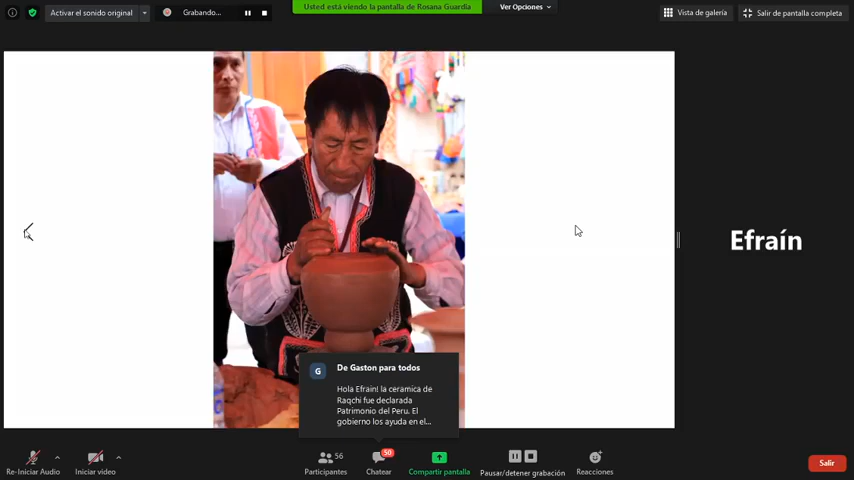 Activar el sonido original
Grabando...
Usted está viendo la pantalla de Rosana Guardia
Ver Opciones
Vista de galería
Salir de pantalla completa
Efraín
G
De Gaston para todos
Hola Efrain! la ceramica de
Raqchi fue declarada
Patrimonio del Peru. El
gobierno los ayuda en el...
Re-Iniciar Audio
Iniciar video
56
Participantes
50
Chatear
Compartir pantalla
Pausar/detener grabación
Reacciones
Salir